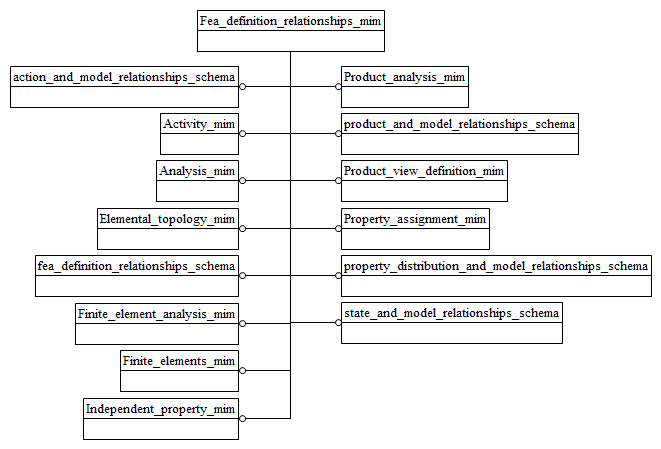 Fea_definition_relationships_mim
action_and_model_relationships_schema
Product_analysis_mim
Activity_mim
product_and_model_relationships_schema
Analysis_mim
Product_view_definition_mim
Elemental_topology_mim
Property_assignment_mim
fea_definition_relationships_schema
property_distribution_and_model_relationships_schema
Finite_element_analysis_mim
state_and_model_relationships_schema
Finite_elements_mim
Independent_property_mim